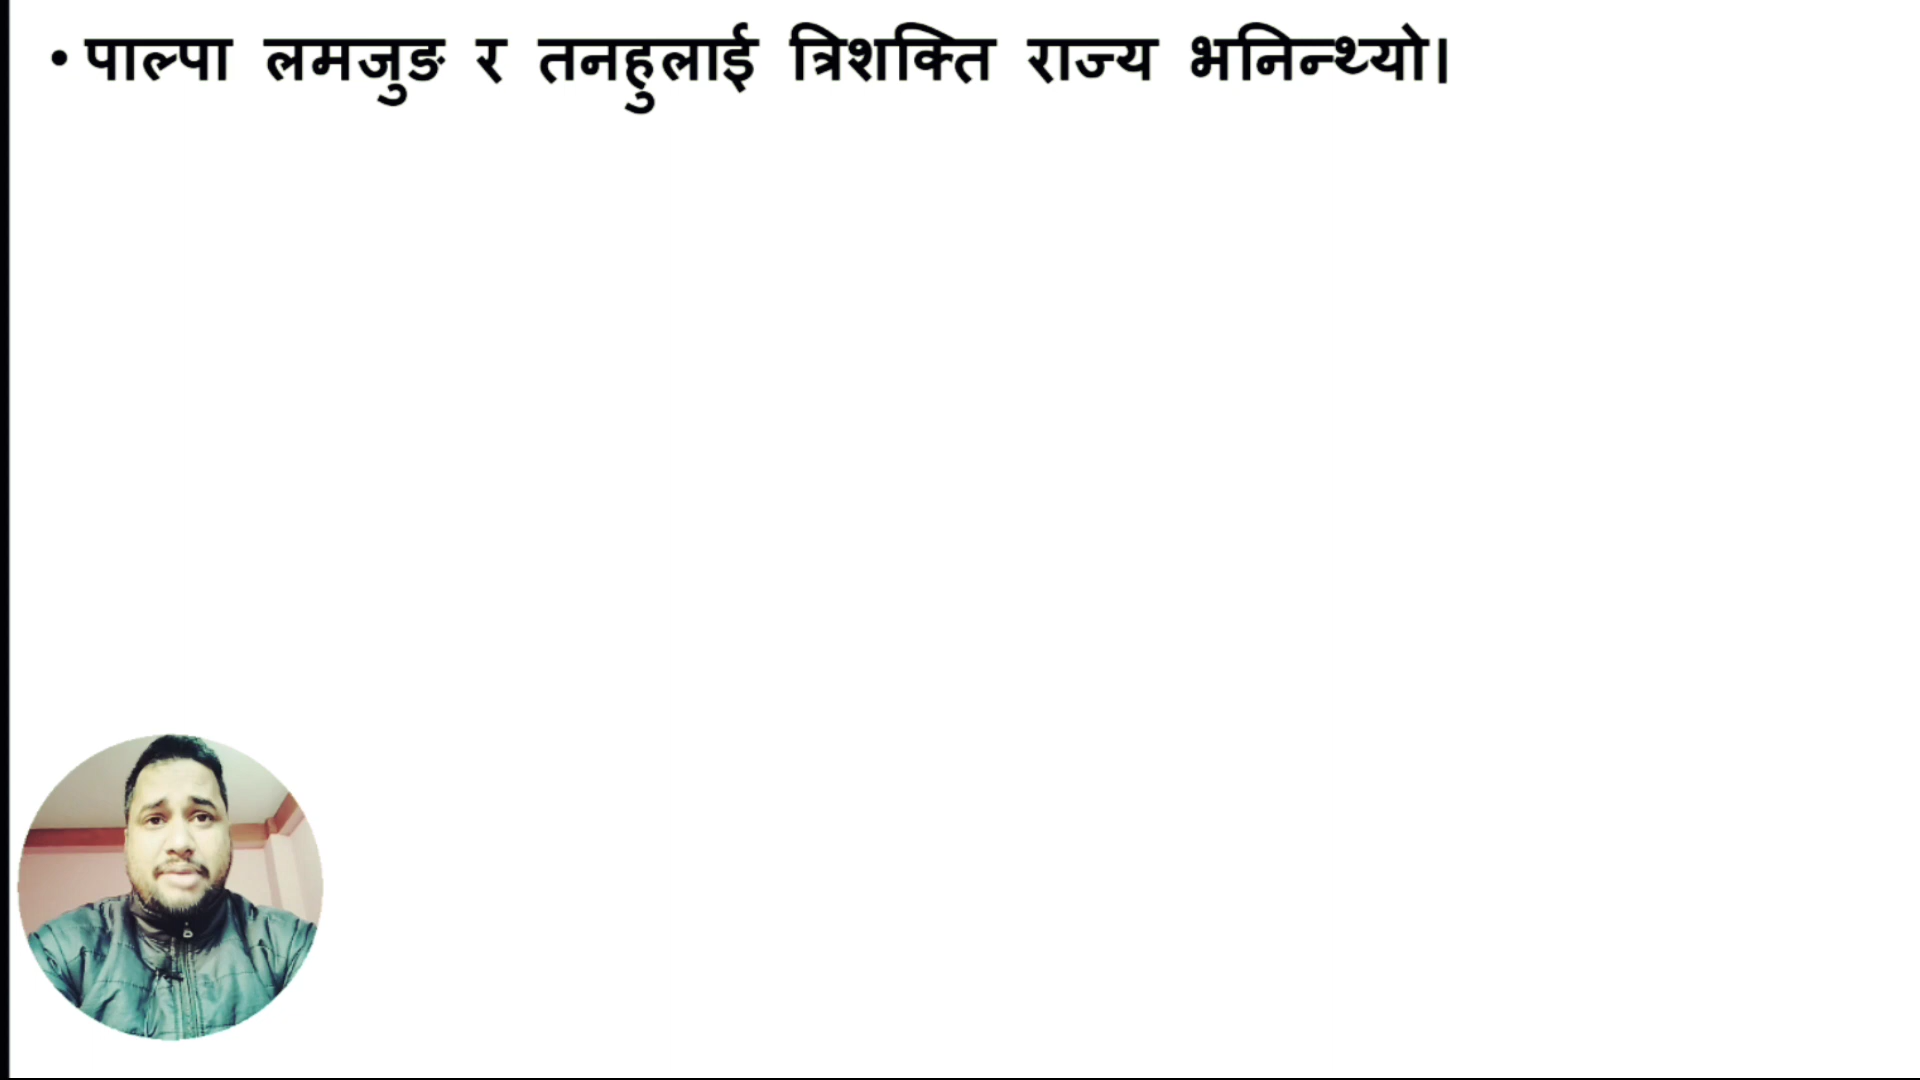 • पाल्पा लमजुङ र तनहुलाई त्रिशक्ति राज्य भनिन्थ्यो।